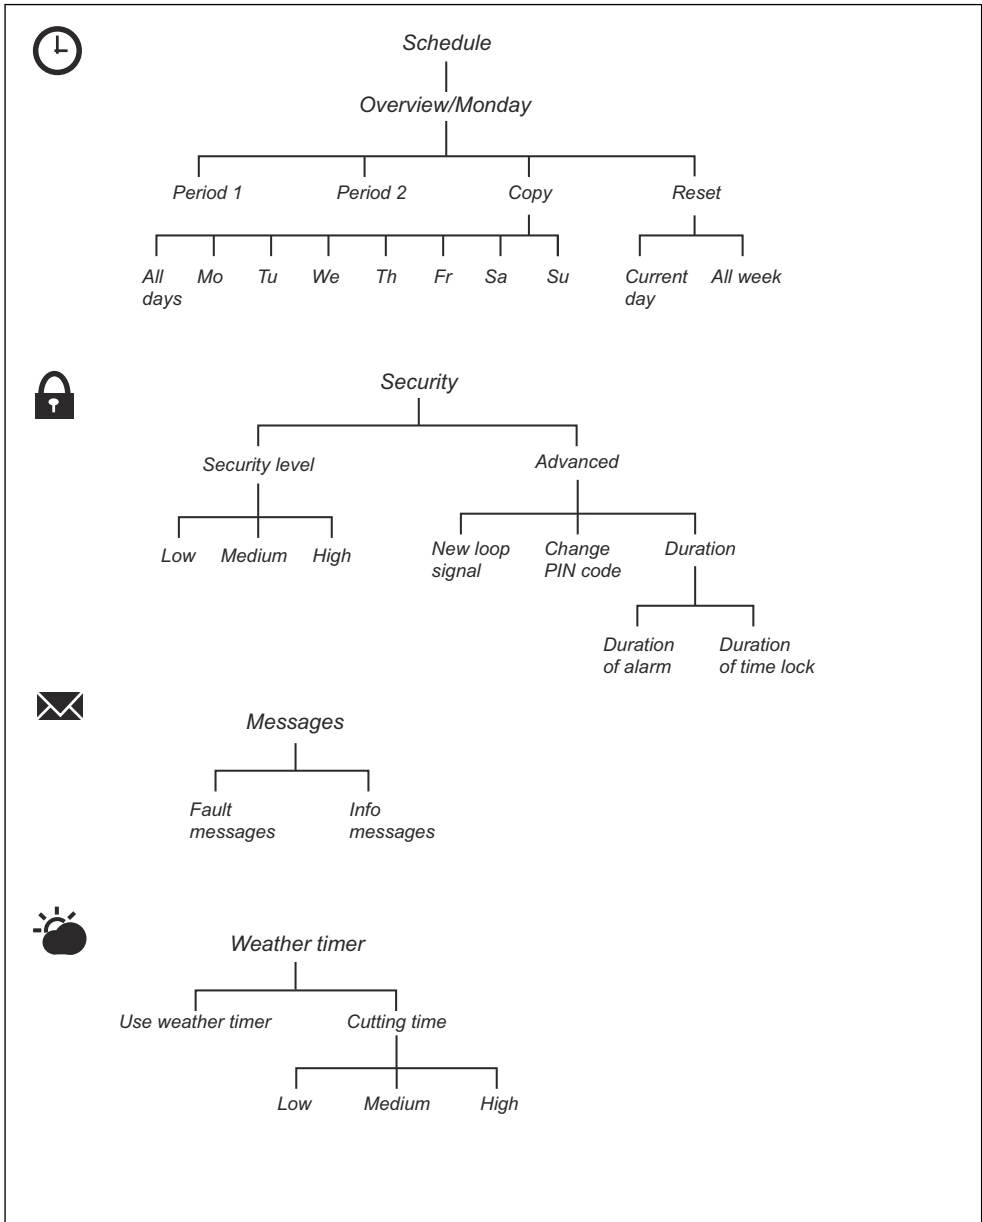 Schedule
Overview/Monday
Period 1 Period 2 Copy Reset
All Mo Tu We Th Fr Sa Su Current All week
days day
Security
Security level Advanced
Low Medium High New loop Change Duration
signal PIN code
Duration Duration
of alarm of time lock
Messages
Fault Info
messages messages
Weather timer
Use weather timer Cutting time
Low Medium High